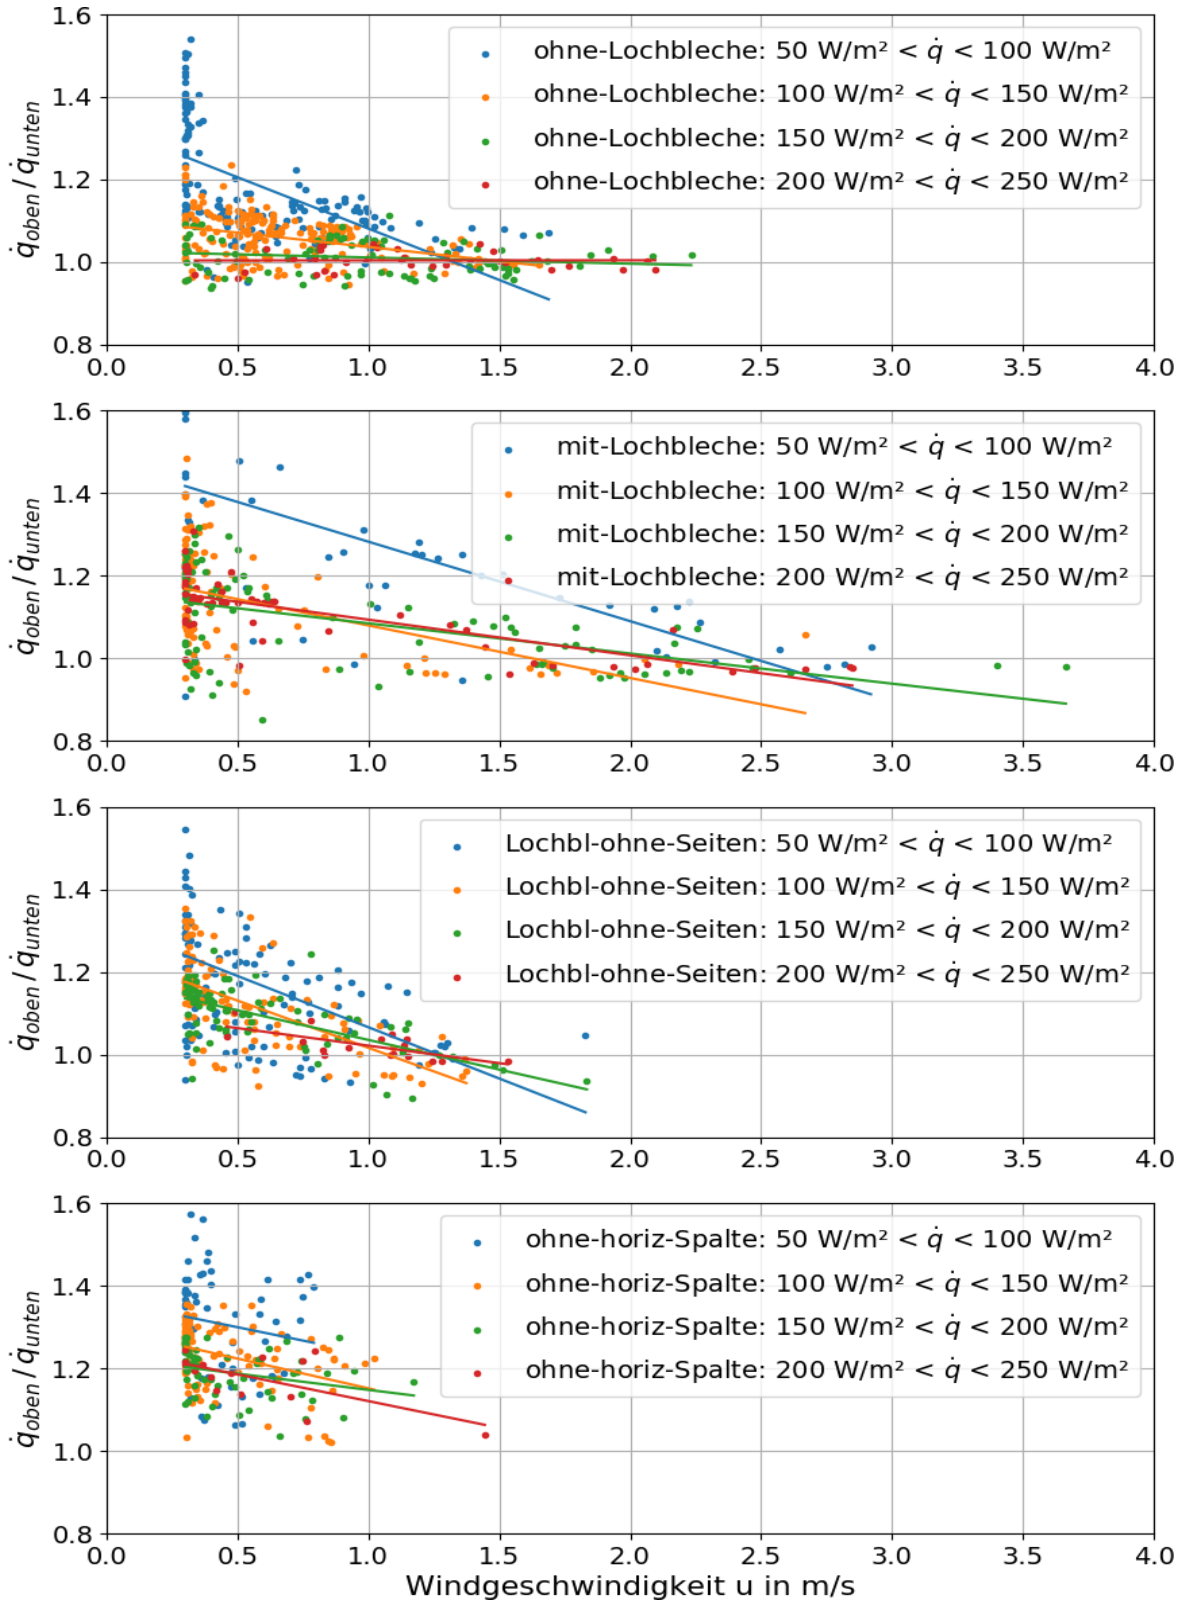 1.6
1.4
1.2
1.0
0.8
q̇oben / q̇unten
ohne-Lochbleche: 50 W/m² < q̇ < 100 W/m²
ohne-Lochbleche: 100 W/m² < q̇ < 150 W/m²
ohne-Lochbleche: 150 W/m² < q̇ < 200 W/m²
ohne-Lochbleche: 200 W/m² < q̇ < 250 W/m²
0.0 0.5 1.0 1.5 2.0 2.5 3.0 3.5 4.0
1.6
1.4
1.2
1.0
0.8
q̇oben / q̇unten
mit-Lochbleche: 50 W/m² < q̇ < 100 W/m²
mit-Lochbleche: 100 W/m² < q̇ < 150 W/m²
mit-Lochbleche: 150 W/m² < q̇ < 200 W/m²
mit-Lochbleche: 200 W/m² < q̇ < 250 W/m²
0.0 0.5 1.0 1.5 2.0 2.5 3.0 3.5 4.0
1.6
1.4
1.2
1.0
0.8
q̇oben / q̇unten
Lochbl-ohne-Seiten: 50 W/m² < q̇ < 100 W/m²
Lochbl-ohne-Seiten: 100 W/m² < q̇ < 150 W/m²
Lochbl-ohne-Seiten: 150 W/m² < q̇ < 200 W/m²
Lochbl-ohne-Seiten: 200 W/m² < q̇ < 250 W/m²
0.0 0.5 1.0 1.5 2.0 2.5 3.0 3.5 4.0
1.6
1.4
1.2
1.0
0.8
q̇oben / q̇unten
ohne-horiz-Spalte: 50 W/m² < q̇ < 100 W/m²
ohne-horiz-Spalte: 100 W/m² < q̇ < 150 W/m²
ohne-horiz-Spalte: 150 W/m² < q̇ < 200 W/m²
ohne-horiz-Spalte: 200 W/m² < q̇ < 250 W/m²
0.0 0.5 1.0 1.5 2.0 2.5 3.0 3.5 4.0
Windgeschwindigkeit u in m/s